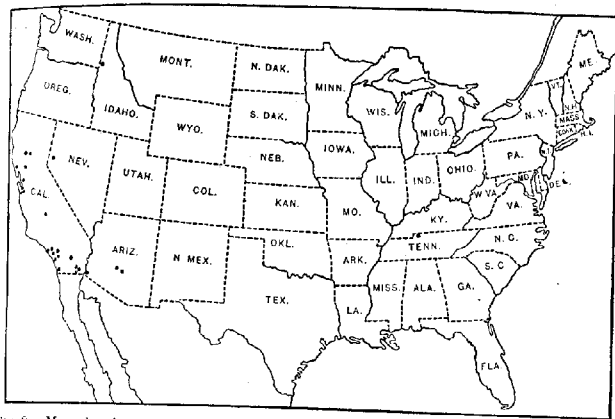 WASH.
MONT.
N. DAK.
MINN.
ME.
OREG.
IDAHO.
S. DAK.
WIS.
MICH.
N. Y.
VT.
N.H.
MASS
CONN.
R.I.
WYO.
NEB.
IOWA.
PA.
NEV.
UTAH.
COL.
KAN.
MO.
ILL.
IND.
OHIO.
W VA.
MD.
DEL.
VA.
CAL.
KY.
ARIZ.
N MEX.
OKL.
ARK.
TENN.
N. C.
S. C
TEX.
LA.
MISS.
ALA.
GA.
FLA.